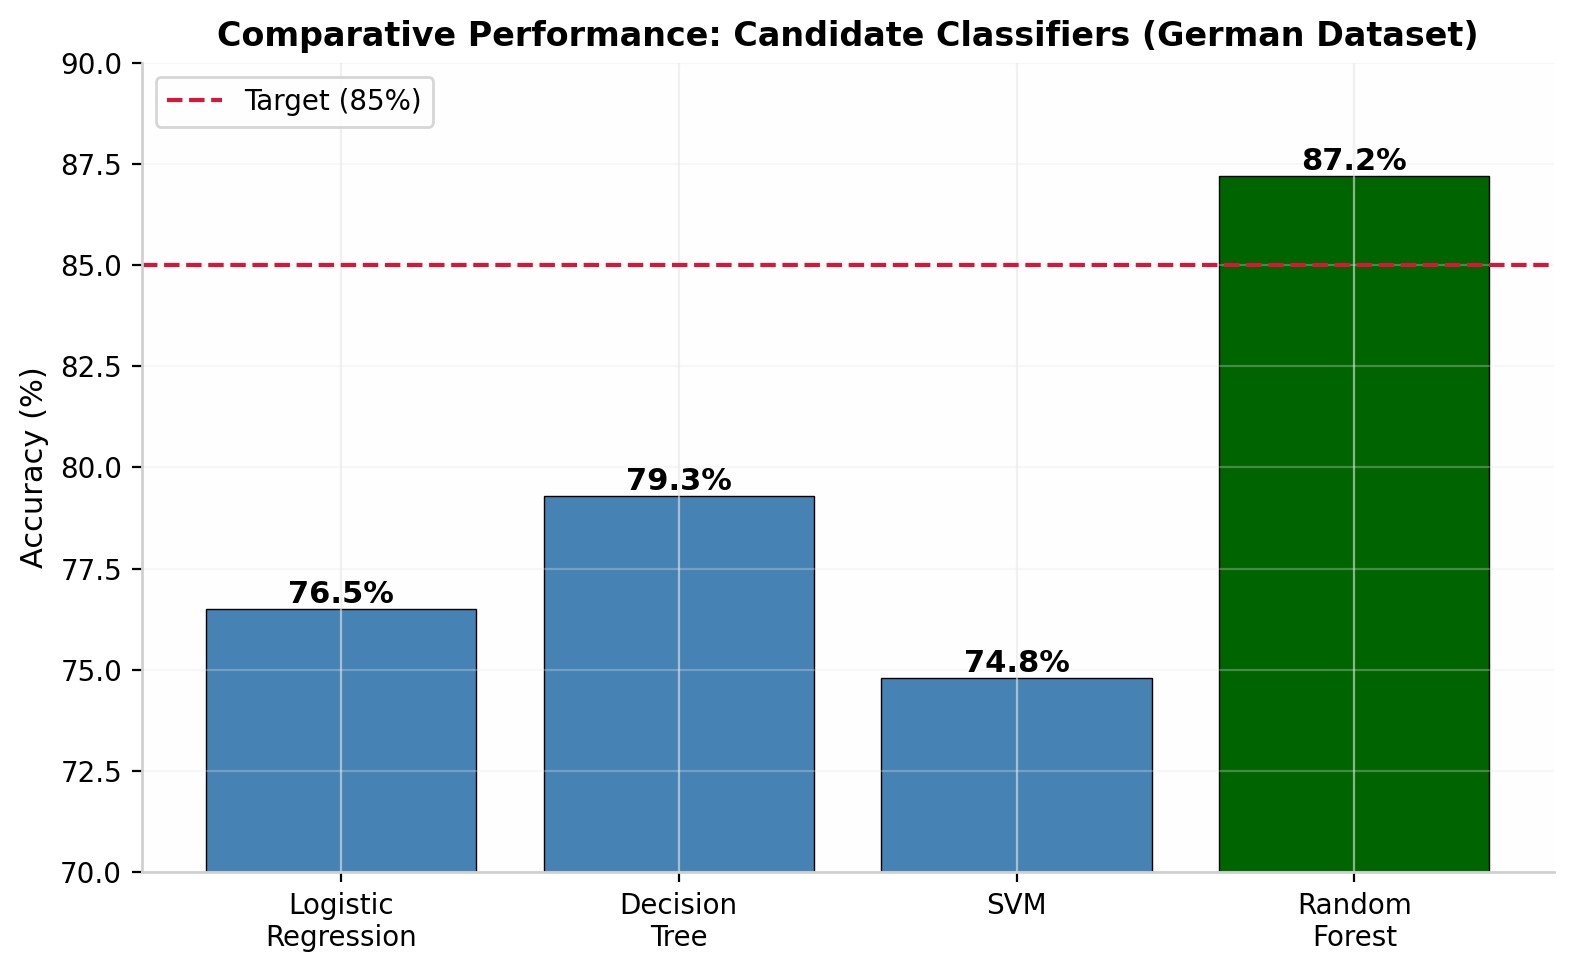 Comparative Performance: Candidate Classifiers (German Dataset)
Target (85%)
Accuracy (%)
90.0
87.5
85.0
82.5
80.0
77.5
75.0
72.5
70.0
76.5%
79.3%
74.8%
87.2%
Logistic
Regression
Decision
Tree
SVM
Random
Forest